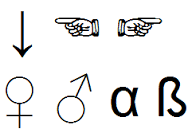 ↓ ☜ ☞
♀ ♂ α ß